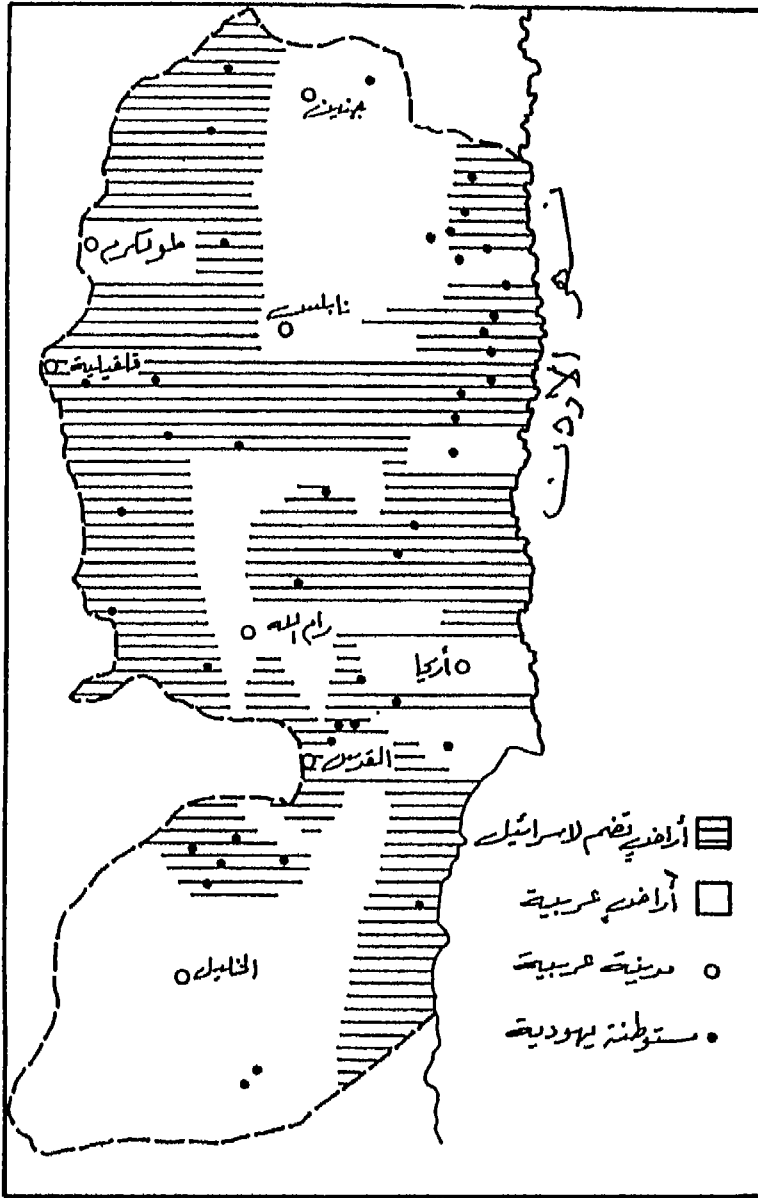 جنين
طولكرم
نابلس
قلقيلية
نهر الأردن
رام الله
أريحا
القدس
أراضي تضم لاسرائيل
أراضي عربية
الخليل
مدينة عربية
مستوطنة يهودية